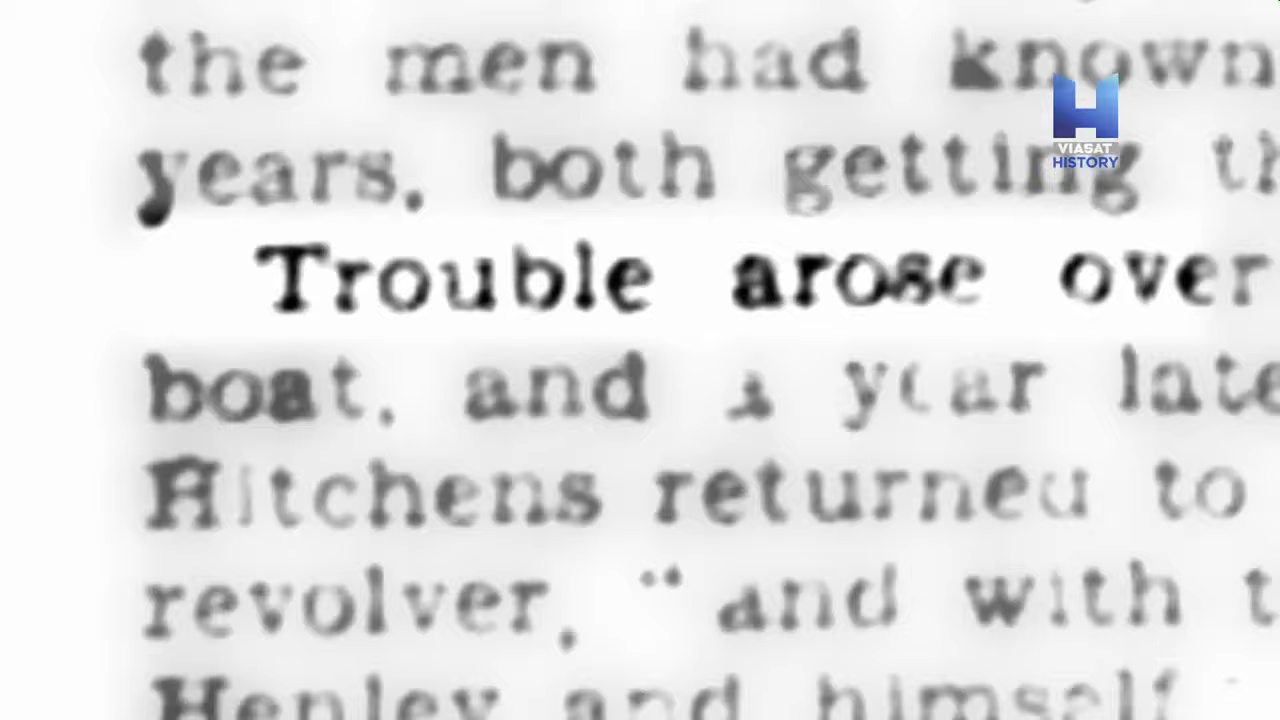 the men had known
years, both getting th
Trouble arose over
boat, and a year late
Hitchens returned to
revolver, "and with t
Henley and himself
VIASAT
HISTORY